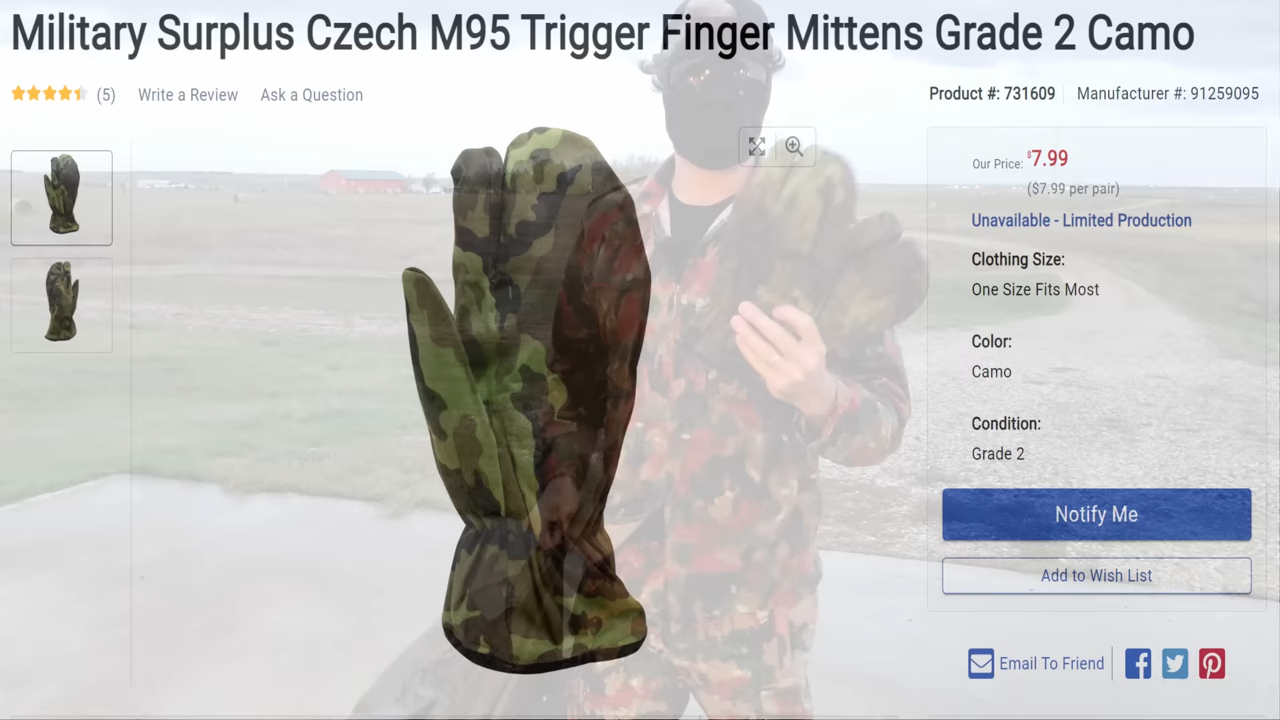 Military Surplus Czech M95 Trigger Finger Mittens Grade 2 Camo
(5) Write a Review Ask a Question
Product #: 731609 Manufacturer #: 91259095
Our Price: $7.99
($7.99 per pair)
Unavailable - Limited Production
Clothing Size:
One Size Fits Most
Color:
Camo
Condition:
Grade 2
Notify Me
Add to Wish List
Email To Friend